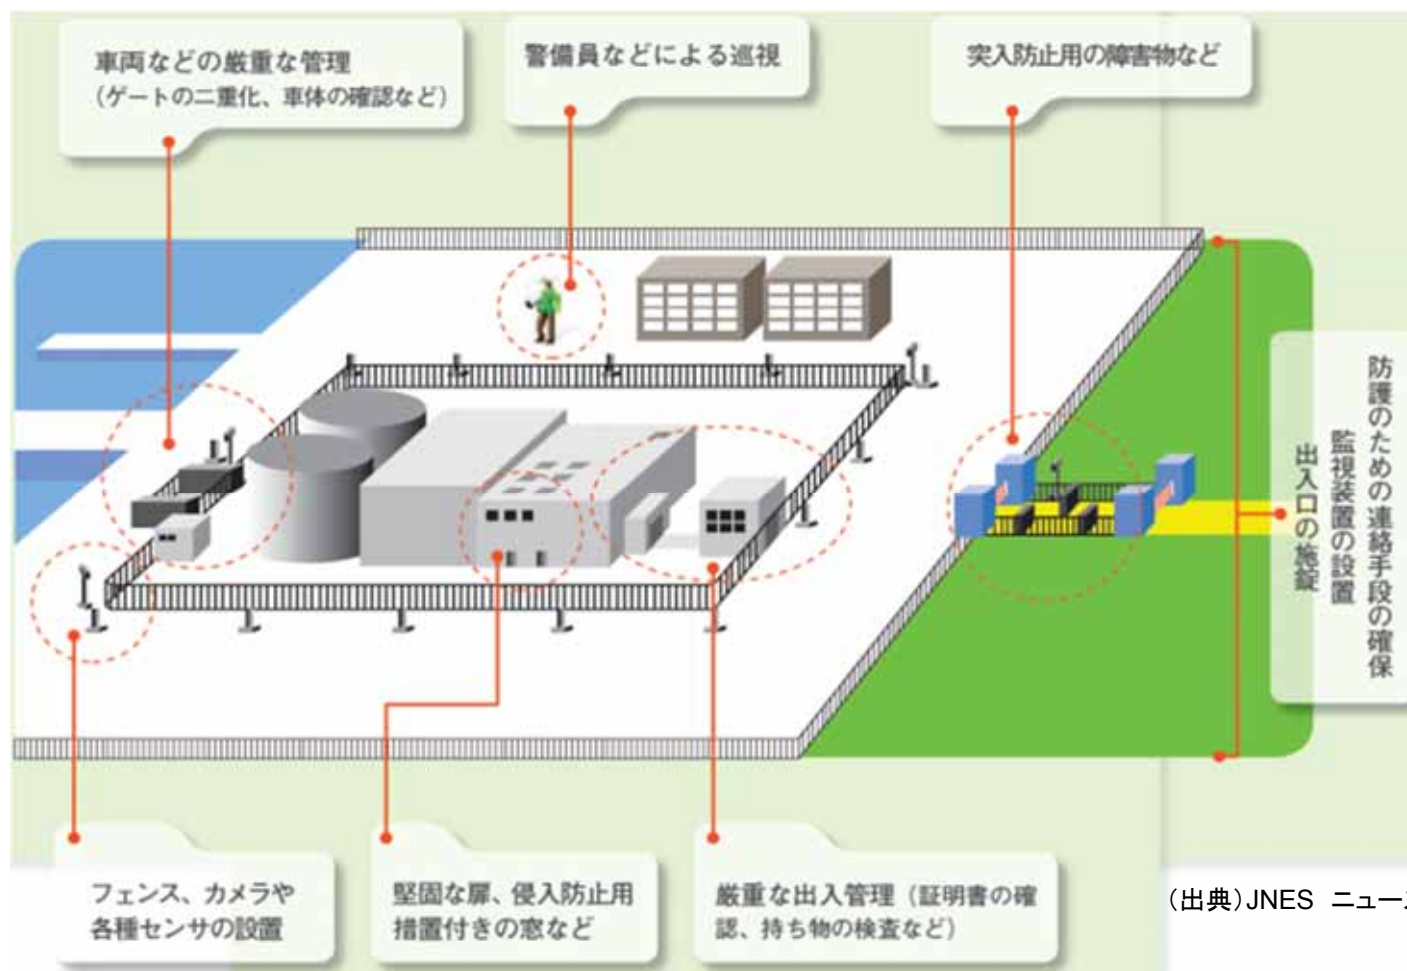 車両などの厳重な管理
（ゲートの二重化、車体の確認など）
警備員などによる巡視
突入防止用の障害物など
防護のための連絡手段の確保
監視装置の設置
出入口の施錠
フェンス、カメラや
各種センサの設置
堅固な扉、侵入防止用
措置付きの窓など
厳重な出入管理（証明書の確
認、持ち物の検査など）
（出典）JNES ニュース